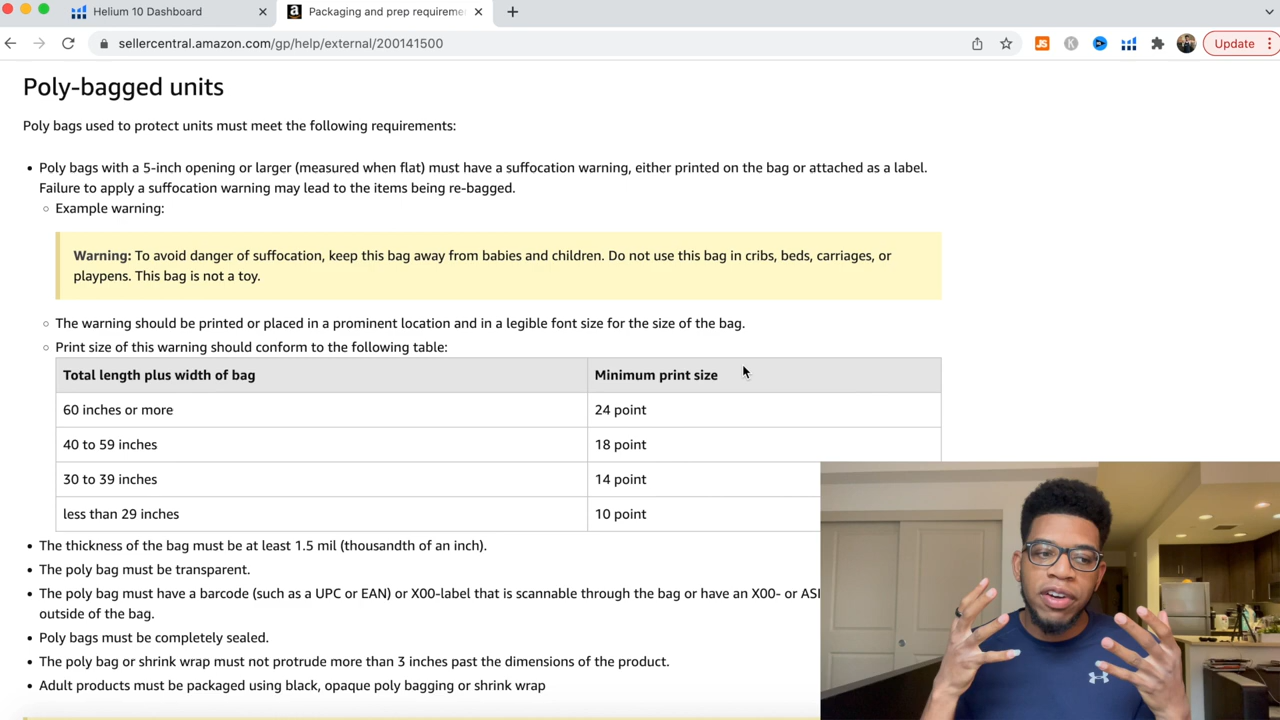 Helium 10 Dashboard
Packaging and prep requireme
sellercentral.amazon.com/gp/help/external/200141500
JS
K
Update
Poly-bagged units
Poly bags used to protect units must meet the following requirements:
Poly bags with a 5-inch opening or larger (measured when flat) must have a suffocation warning, either printed on the bag or attached as a label.
Failure to apply a suffocation warning may lead to the items being re-bagged.
Example warning:
Warning: To avoid danger of suffocation, keep this bag away from babies and children. Do not use this bag in cribs, beds, carriages, or
playpens. This bag is not a toy.
The warning should be printed or placed in a prominent location and in a legible font size for the size of the bag.
Print size of this warning should conform to the following table:
Total length plus width of bag
Minimum print size
60 inches or more
24 point
40 to 59 inches
18 point
30 to 39 inches
14 point
less than 29 inches
10 point
The thickness of the bag must be at least 1.5 mil (thousandth of an inch).
The poly bag must be transparent.
The poly bag must have a barcode (such as a UPC or EAN) or X00-label that is scannable through the bag or have an X00- or ASI
outside of the bag.
Poly bags must be completely sealed.
The poly bag or shrink wrap must not protrude more than 3 inches past the dimensions of the product.
Adult products must be packaged using black, opaque poly bagging or shrink wrap